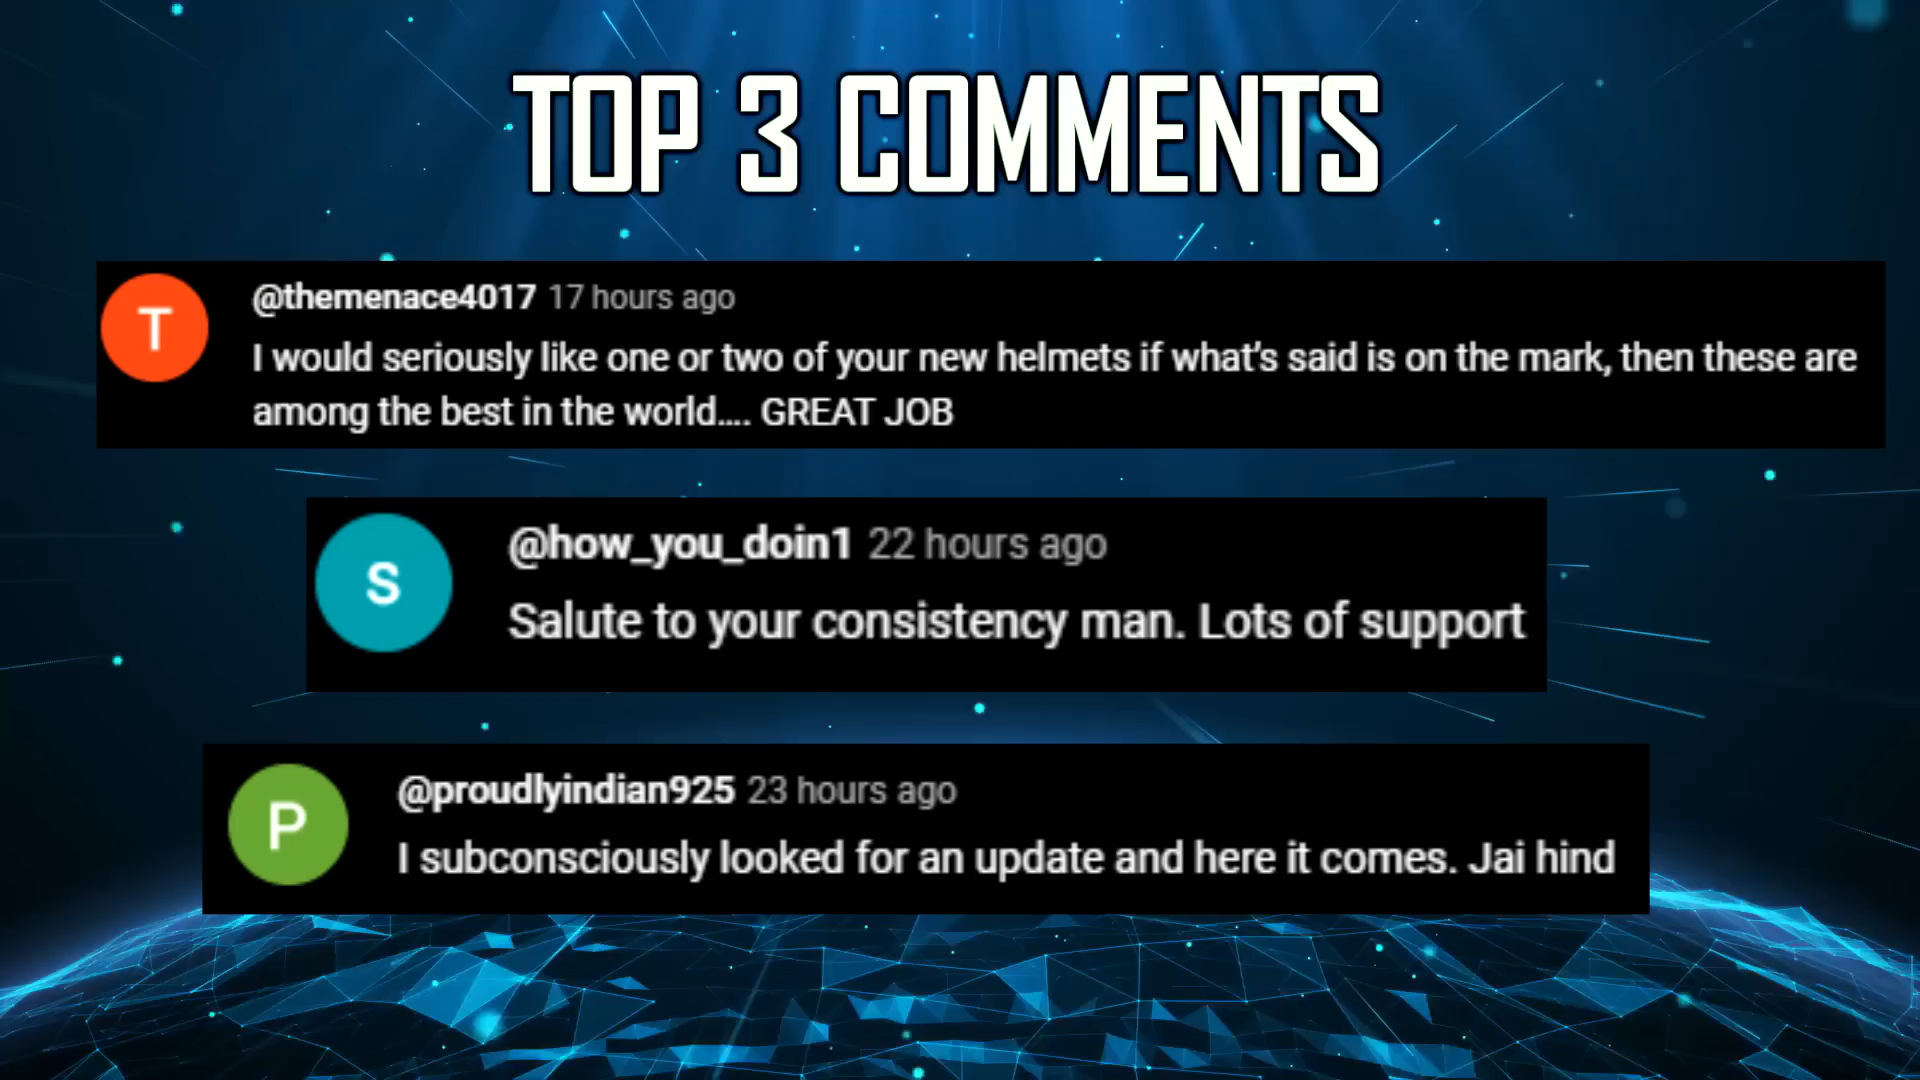 TOP 3 COMMENTS
T
@themenace4017 17 hours ago
I would seriously like one or two of your new helmets if what's said is on the mark, then these are
among the best in the world.... GREAT JOB
S
@how_you_doin1 22 hours ago
Salute to your consistency man. Lots of support
P
@proudlyindian925 23 hours ago
I subconsciously looked for an update and here it comes. Jai hind